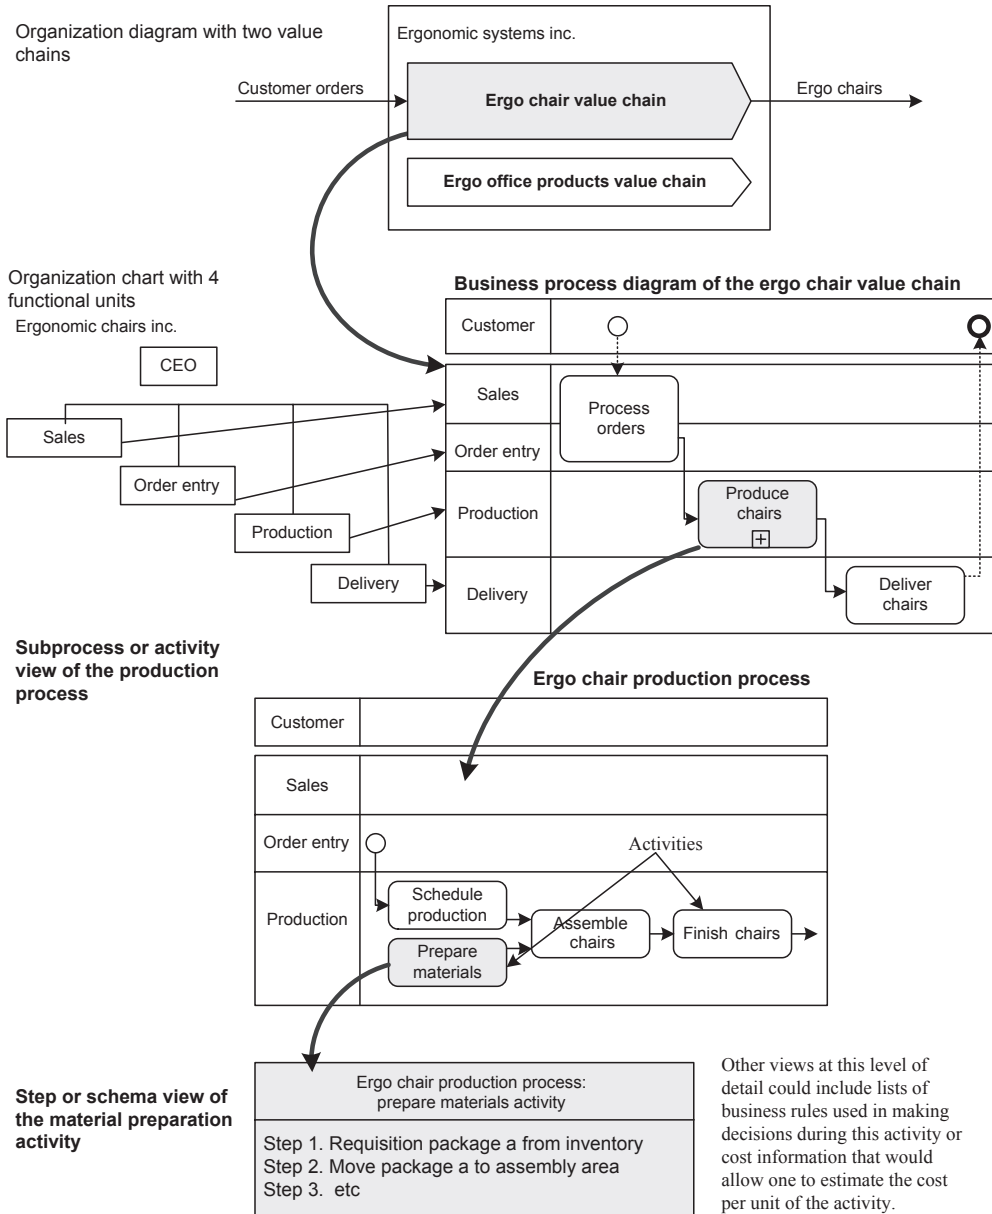 Organization diagram with two value
chains
Ergonomic systems inc.
Customer orders
Ergo chair value chain
Ergo chairs
Ergo office products value chain
Organization chart with 4
functional units
Ergonomic chairs inc.
CEO
Sales
Order entry
Production
Delivery
Business process diagram of the ergo chair value chain
Customer
Sales
Process
orders
Order entry
Production
Produce
chairs
+
Delivery
Deliver
chairs
Subprocess or activity
view of the production
process
Ergo chair production process
Customer
Sales
Order entry
Activities
Production
Schedule
production
Prepare
materials
Assemble
chairs
Finish chairs
Step or schema view of
the material preparation
activity
Ergo chair production process:
prepare materials activity
Step 1. Requisition package a from inventory
Step 2. Move package a to assembly area
Step 3. etc
Other views at this level of
detail could include lists of
business rules used in making
decisions during this activity or
cost information that would
allow one to estimate the cost
per unit of the activity.